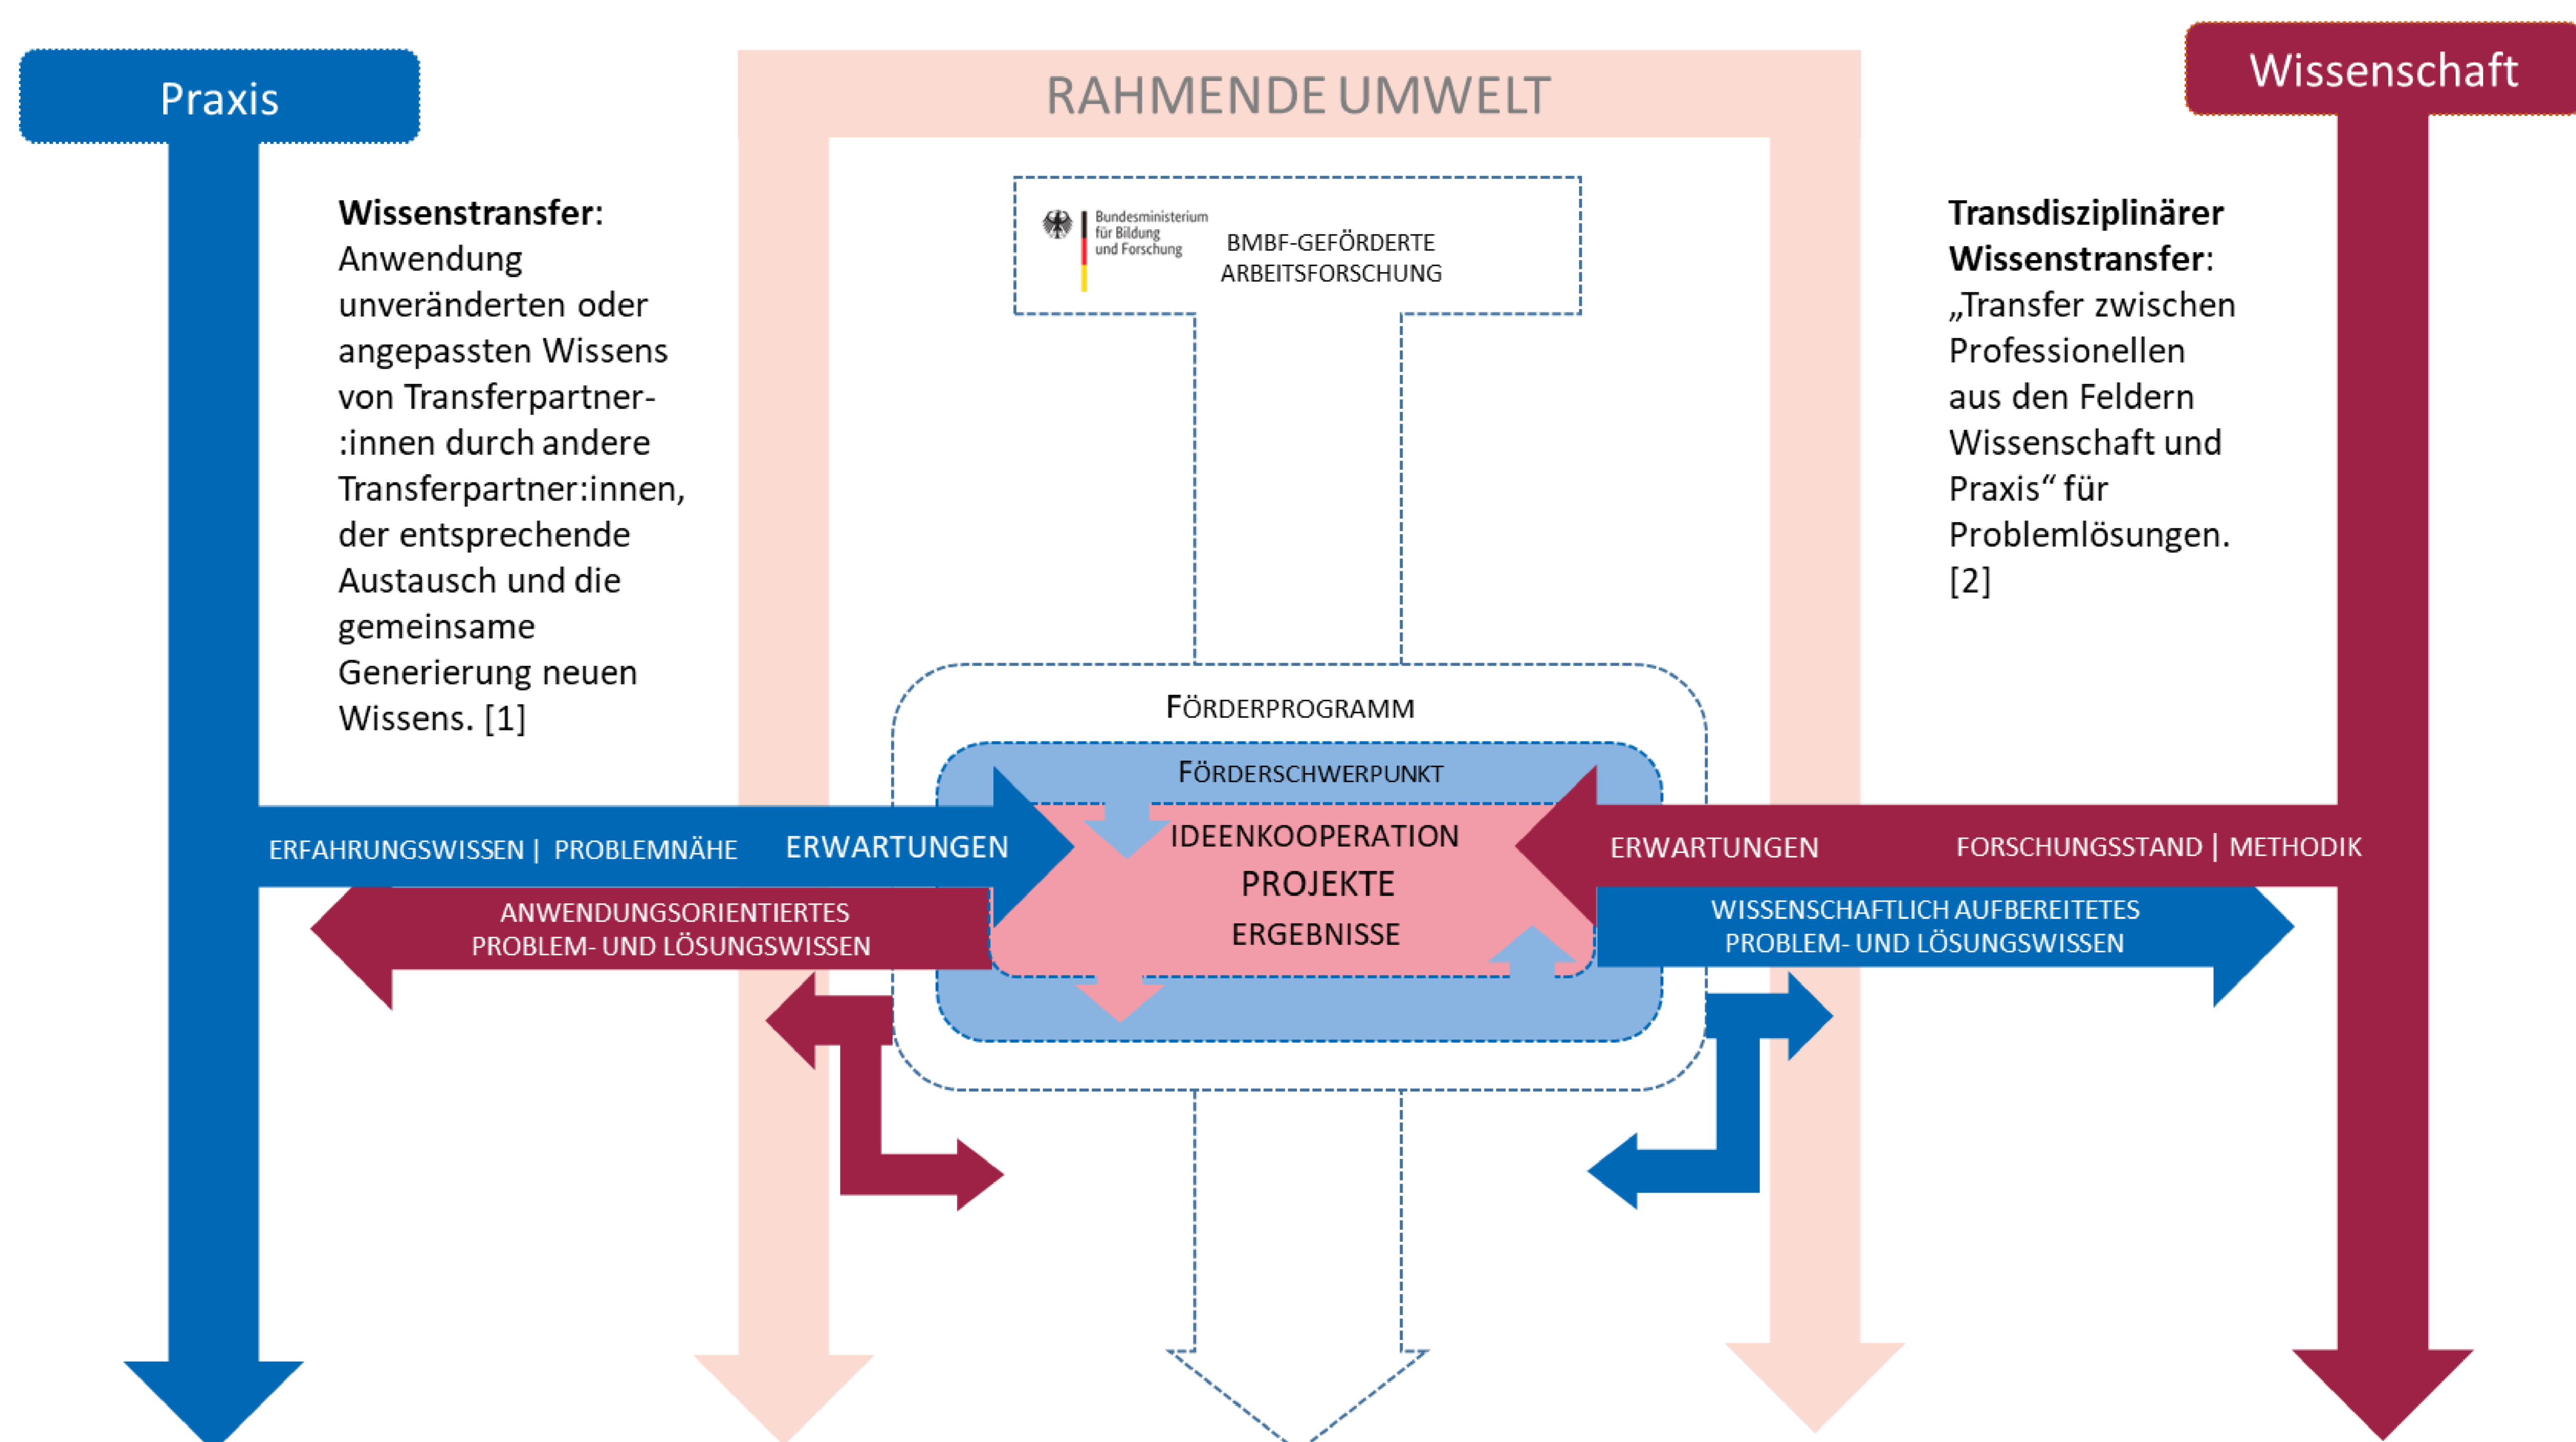 Praxis
RAHMENDE UMWELT
Wissenschaft
Wissenstransfer:
Anwendung
unveränderten oder
angepassten Wissens
von Transferpartner-
:innen durch andere
Transferpartner:innen,
der entsprechende
Austausch und die
gemeinsame
Generierung neuen
Wissens. [1]
Bundesministerium
für Bildung
und Forschung
BMBF-GEFÖRDERTE
ARBEITSFORSCHUNG
Transdisziplinärer
Wissenstransfer:
„Transfer zwischen
Professionellen
aus den Feldern
Wissenschaft und
Praxis“ für
Problemlösungen.
[2]
FÖRDERPROGRAMM
FÖRDERSCHWERPUNKT
ERFAHRUNGSWISSEN | PROBLEMNÄHE ERWARTUNGEN
IDEENKOOPERATION
PROJEKTE
ERGEBNISSE
ERWARTUNGEN FORSCHUNGSSTAND | METHODIK
ANWENDUNGSORIENTIERTES
PROBLEM- UND LÖSUNGSWISSEN
WISSENSCHAFTLICH AUFBEREITETES
PROBLEM- UND LÖSUNGSWISSEN